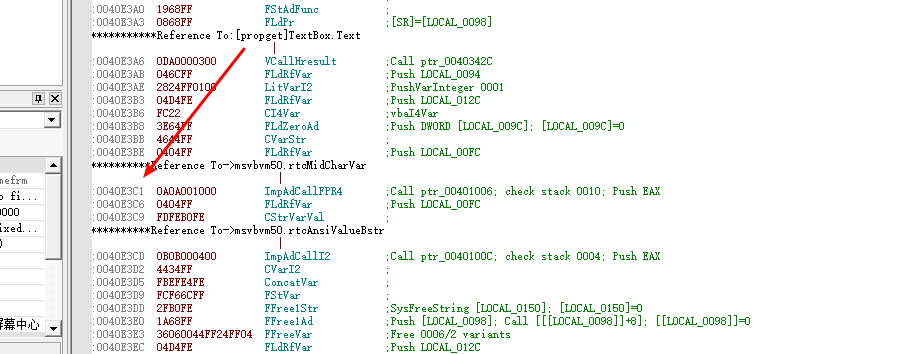 :0040E3A0 1968FF FStAdFunc
:0040E3A3 0868FF FLdPr ;[SR]=[LOCAL_0098]
***********Reference To:[propget]TextBox.Text
|
:0040E3A6 0DA0000300 VCallHresult ;Call ptr_0040342C
:0040E3AB 046CFF FLdRfVar ;Push LOCAL_0094
:0040E3AE 2824FF0100 LitVarI2 ;PushVarInteger 0001
:0040E3B3 04D4FE FLdRfVar ;Push LOCAL_012C
:0040E3B6 FC22 CI4Var ;vbaI4Var
:0040E3B8 3E64FF FLdZeroAd ;Push DWORD [LOCAL_009C]; [LOCAL_009C]=0
:0040E3BB 4644FF CVarStr ;
:0040E3BE 0404FF FLdRfVar ;Push LOCAL_00FC
**********Reference To->msvbvm50.rtcMidCharVar
|
:0040E3C1 0A0A001000 ImpAdCallFPR4 ;Call ptr_00401006; check stack 0010; Push EAX
:0040E3C6 0404FF FLdRfVar ;Push LOCAL_00FC
:0040E3C9 FDFEB0FE CStrVarVal ;
**********Reference To->msvbvm50.rtcAnsiValueBstr
|
:0040E3CD 0B0B000400 ImpAdCallI2 ;Call ptr_0040100C; check stack 0004; Push EAX
:0040E3D2 4434FF CVarI2 ;
:0040E3D5 FBEFE4FE ConcatVar ;
:0040E3D9 FCF66CFF FStVar ;
:0040E3DD 2FB0FE FFree1Str ;SysFreeString [LOCAL_0150]; [LOCAL_0150]=0
:0040E3E0 1A68FF FFree1Ad ;Push [LOCAL_0098]; Call [[[LOCAL_0098]]+8]; [[LOCAL_0098]]=0
:0040E3E3 36060044FF24FF04 FFreeVar ;Free 0006/2 variants
:0040E3EC 04D4FE FLdRfVar ;Push LOCAL_012C
mefrm
o fi...
0000
ixed...
)
屏幕中心